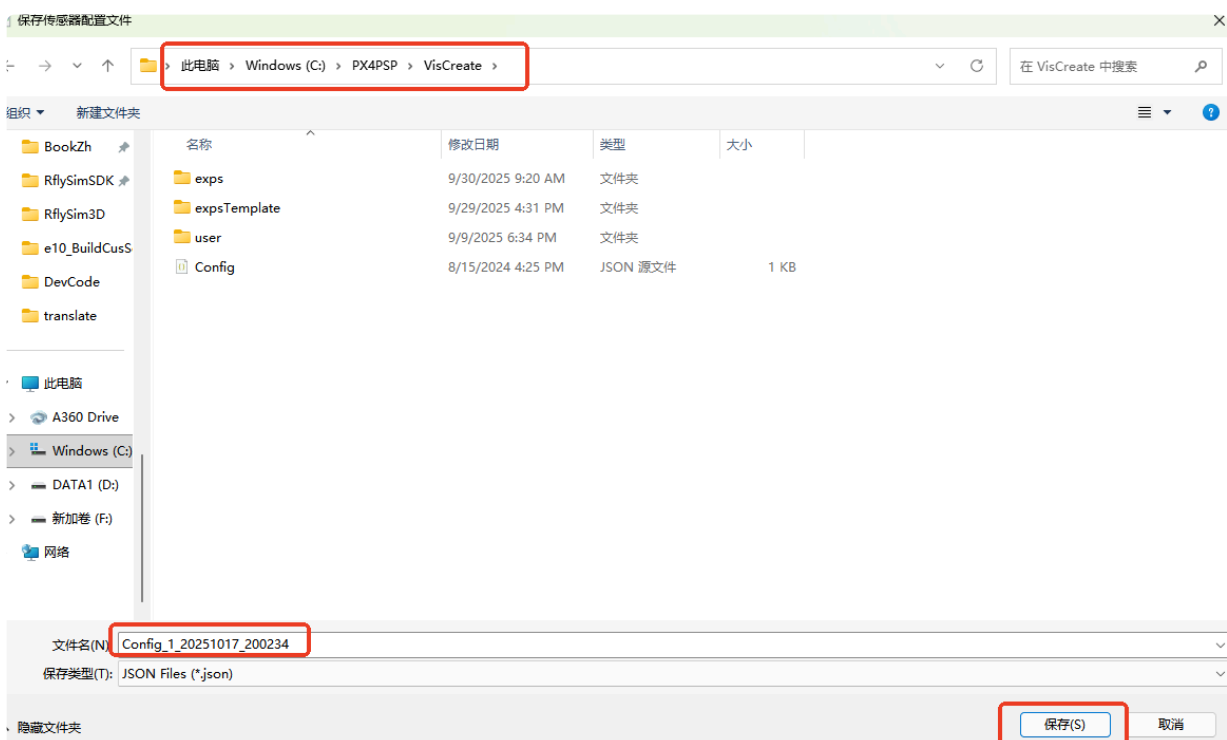 保存传感器配置文件
此电脑 › Windows (C:) › PX4PSP › VisCreate ›
在 VisCreate 中搜索
组织 新建文件夹
名称 修改日期 类型 大小
BookZh
RflySimSDK
RflySim3D
e10_BuildCusS
DevCode
translate
此电脑
A360 Drive
Windows (C:)
DATA1 (D:)
新加卷 (F:)
网络
exps 9/30/2025 9:20 AM 文件夹
expsTemplate 9/29/2025 4:31 PM 文件夹
user 9/9/2025 6:34 PM 文件夹
Config 8/15/2024 4:25 PM JSON 源文件 1 KB
文件名(N) Config_1_20251017_200234
保存类型(T): JSON Files (*.json)
隐藏文件夹 保存(S) 取消